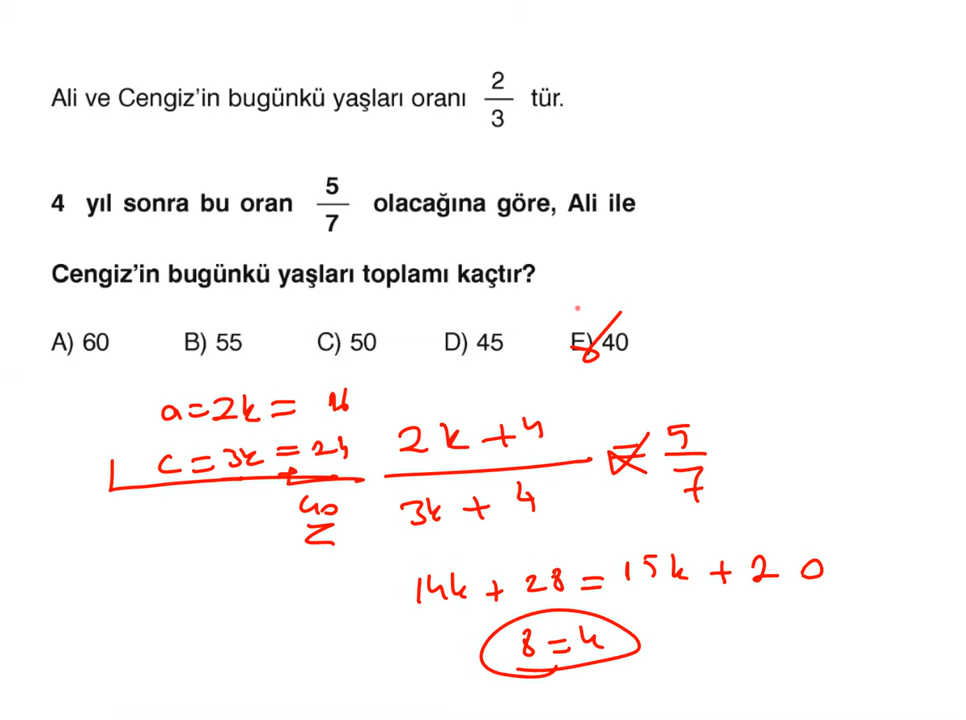 Ali ve Cengiz'in bugünkü yaşları oranı 2/3 tür.
4 yıl sonra bu oran 5/7 olacağına göre, Ali ile
Cengiz'in bugünkü yaşları toplamı kaçtır?
A) 60 B) 55 C) 50 D) 45 E) 40
a = 2k = 16
c = 3k = 24
40
2k + 4 / 3k + 4 = 5/7
14k + 28 = 15k + 20
8 = k